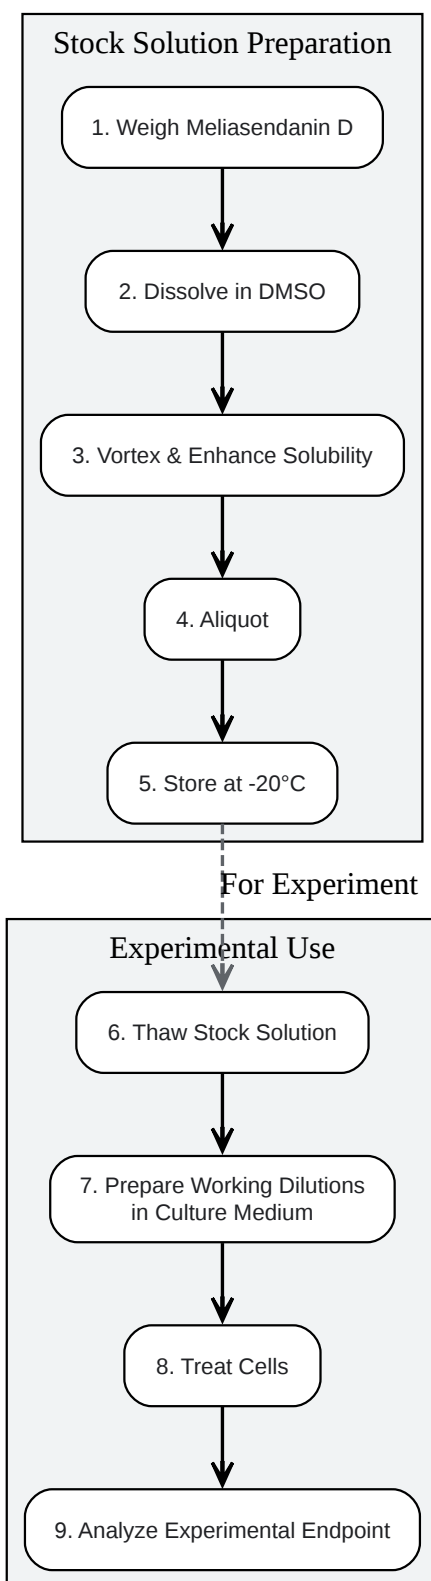 Stock Solution Preparation
1. Weigh Meliasendanin D
2. Dissolve in DMSO
3. Vortex & Enhance Solubility
4. Aliquot
5. Store at -20°C
For Experiment
Experimental Use
6. Thaw Stock Solution
7. Prepare Working Dilutions
in Culture Medium
8. Treat Cells
9. Analyze Experimental Endpoint